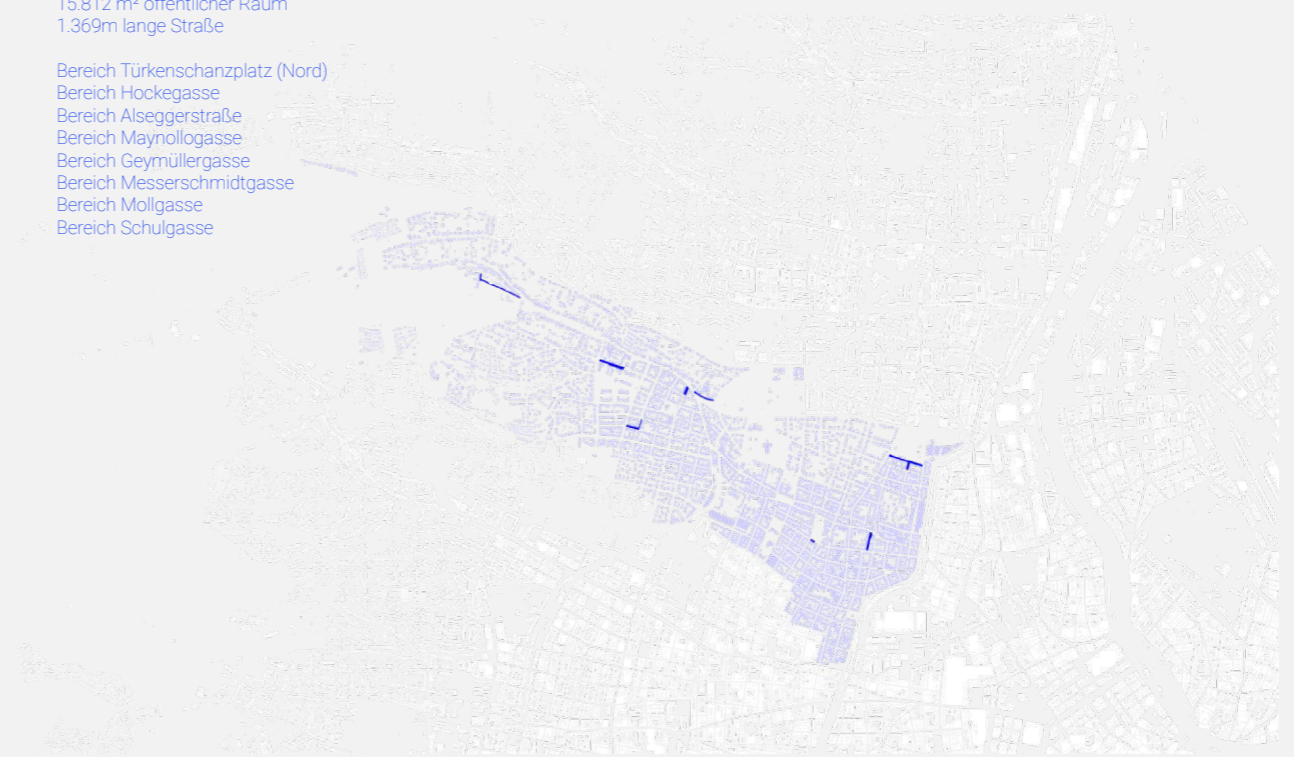 15.812 m² öffentlicher Raum
1.369m lange Straße
Bereich Türkenschanzplatz (Nord)
Bereich Hockegasse
Bereich Alseggerstraße
Bereich Maynollogasse
Bereich Geymüllergasse
Bereich Messerschmidtgasse
Bereich Mollgasse
Bereich Schulgasse